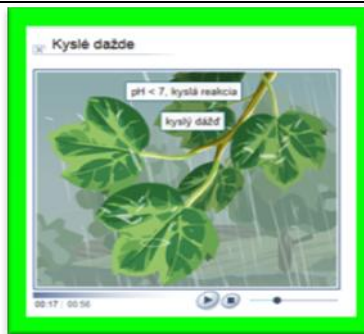 Kyslé dažde
pH < 7, kyslá reakcia
kyslý dážď
00:17 / 00:56